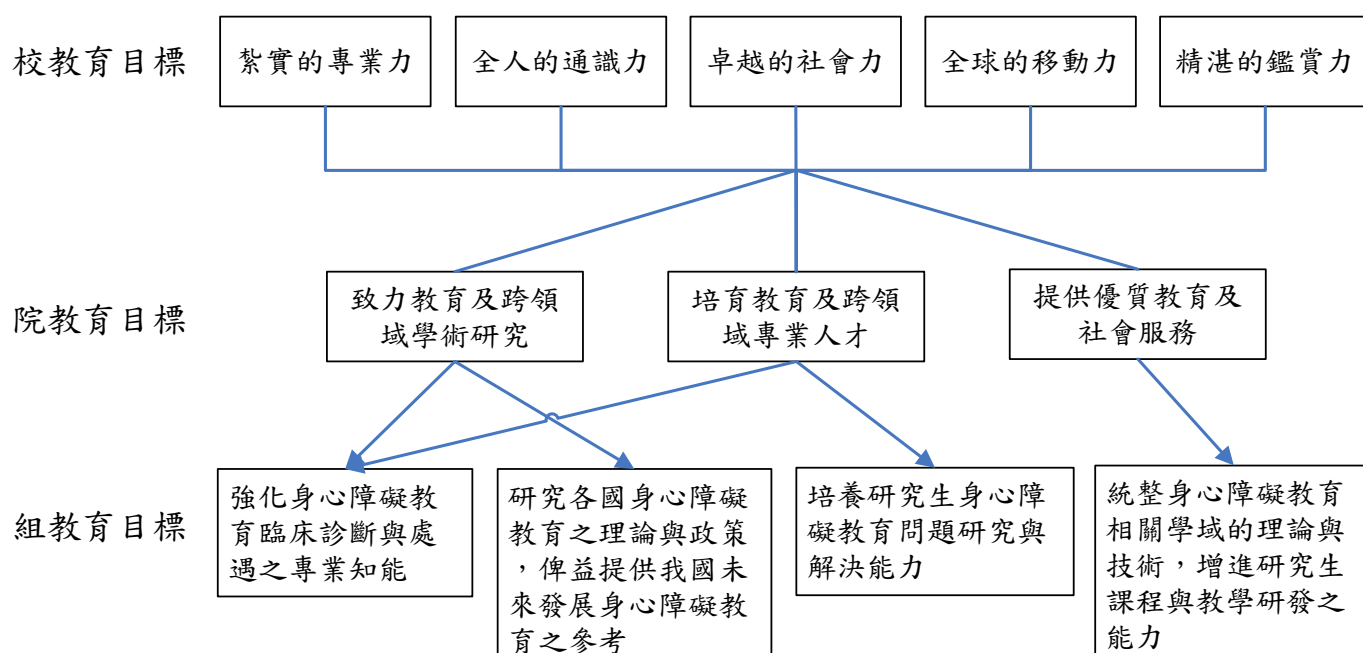 校教育目標
紮實的專業力
全人的通識力
卓越的社會力
全球的移動力
精湛的鑑賞力
院教育目標
致力教育及跨領
域學術研究
培育教育及跨領
域專業人才
提供優質教育及
社會服務
組教育目標
強化身心障礙教
育臨床診斷與處
遇之專業知能
研究各國身心障礙
教育之理論與政策
，俾益提供我國未
來發展身心障礙教
育之參考
培養研究生身心障
礙教育問題研究與
解決能力
統整身心障礙教育
相關學域的理論與
技術，增進研究生
課程與教學研發之
能力